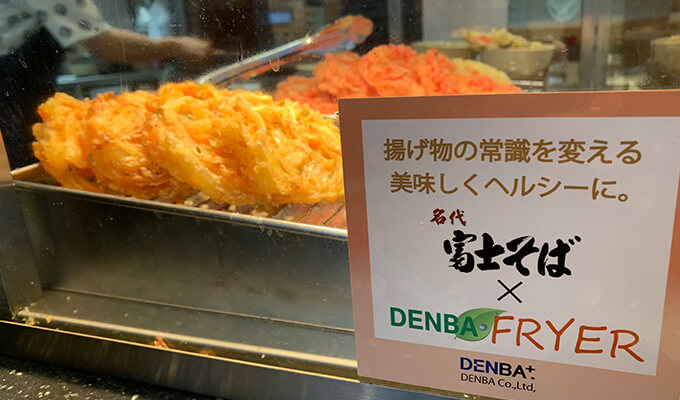 揚げ物の常識を変える
美味しくヘルシーに。
名代
富士そば
×
DENBA FRYER
DENBA+
DENBA Co.,Ltd,